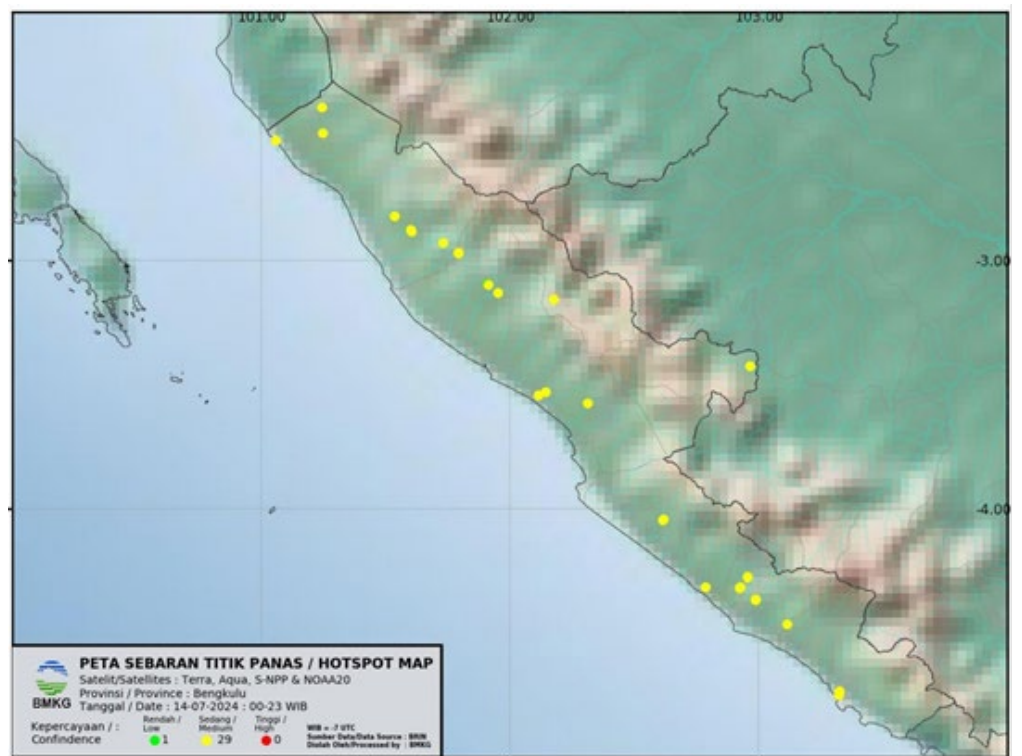 101.00 102.00 103.00
-3.00
-4.00
PETA SEBARAN TITIK PANAS / HOTSPOT MAP
Satelit/Satellites : Terra, Aqua, S-NPP & NOAA20
Provinsi / Province : Bengkulu
Tanggal / Date : 14-07-2024 : 00-23 WIB
BMKG
Kepercayaan / :
Confindence
Rendah /
Low
1
Sedang /
Medium
29
Tinggi /
High
0
WIB = -7 UTC
Sumber Data/Data Source : BRIN
Diolah Oleh/Processed by : BMKG